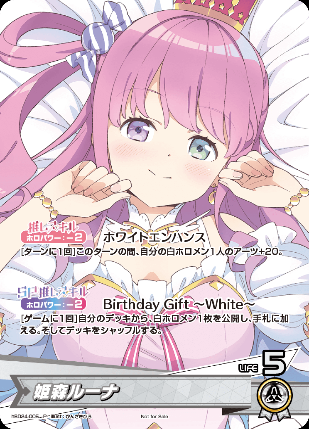 推しスキル
ホロパワー：-2
ホワイトエンハンス
[ターンに1回]このターンの間、自分の白ホロメン1人のアーツ+20。
SP推しスキル
ホロパワー：-2
Birthday Gift ～White～
[ゲームに1回]自分のデッキから、白ホロメン1枚を公開し、手札に加
える。そしてデッキをシャッフルする。
LIFE 5
姫森ルーナ
Not for Sale